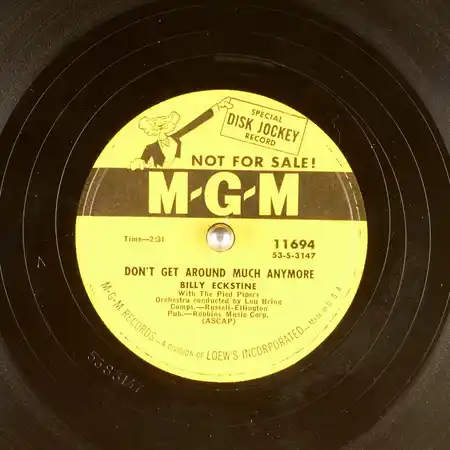 SPECIAL
DISK JOCKEY
RECORD
NOT FOR SALE!
M-G-M
Time—2:31
11694
53-S-3147
DON'T GET AROUND MUCH ANYMORE
BILLY ECKSTINE
With The Pied Pipers
Orchestra conducted by Lou Bring
Comps.—Russell-Ellington
Pub.—Robbins Music Corp.
(ASCAP)
M-G-M RECORDS—A DIVISION OF LOEW'S INCORPORATED—Made in U.S.A.
53S3147